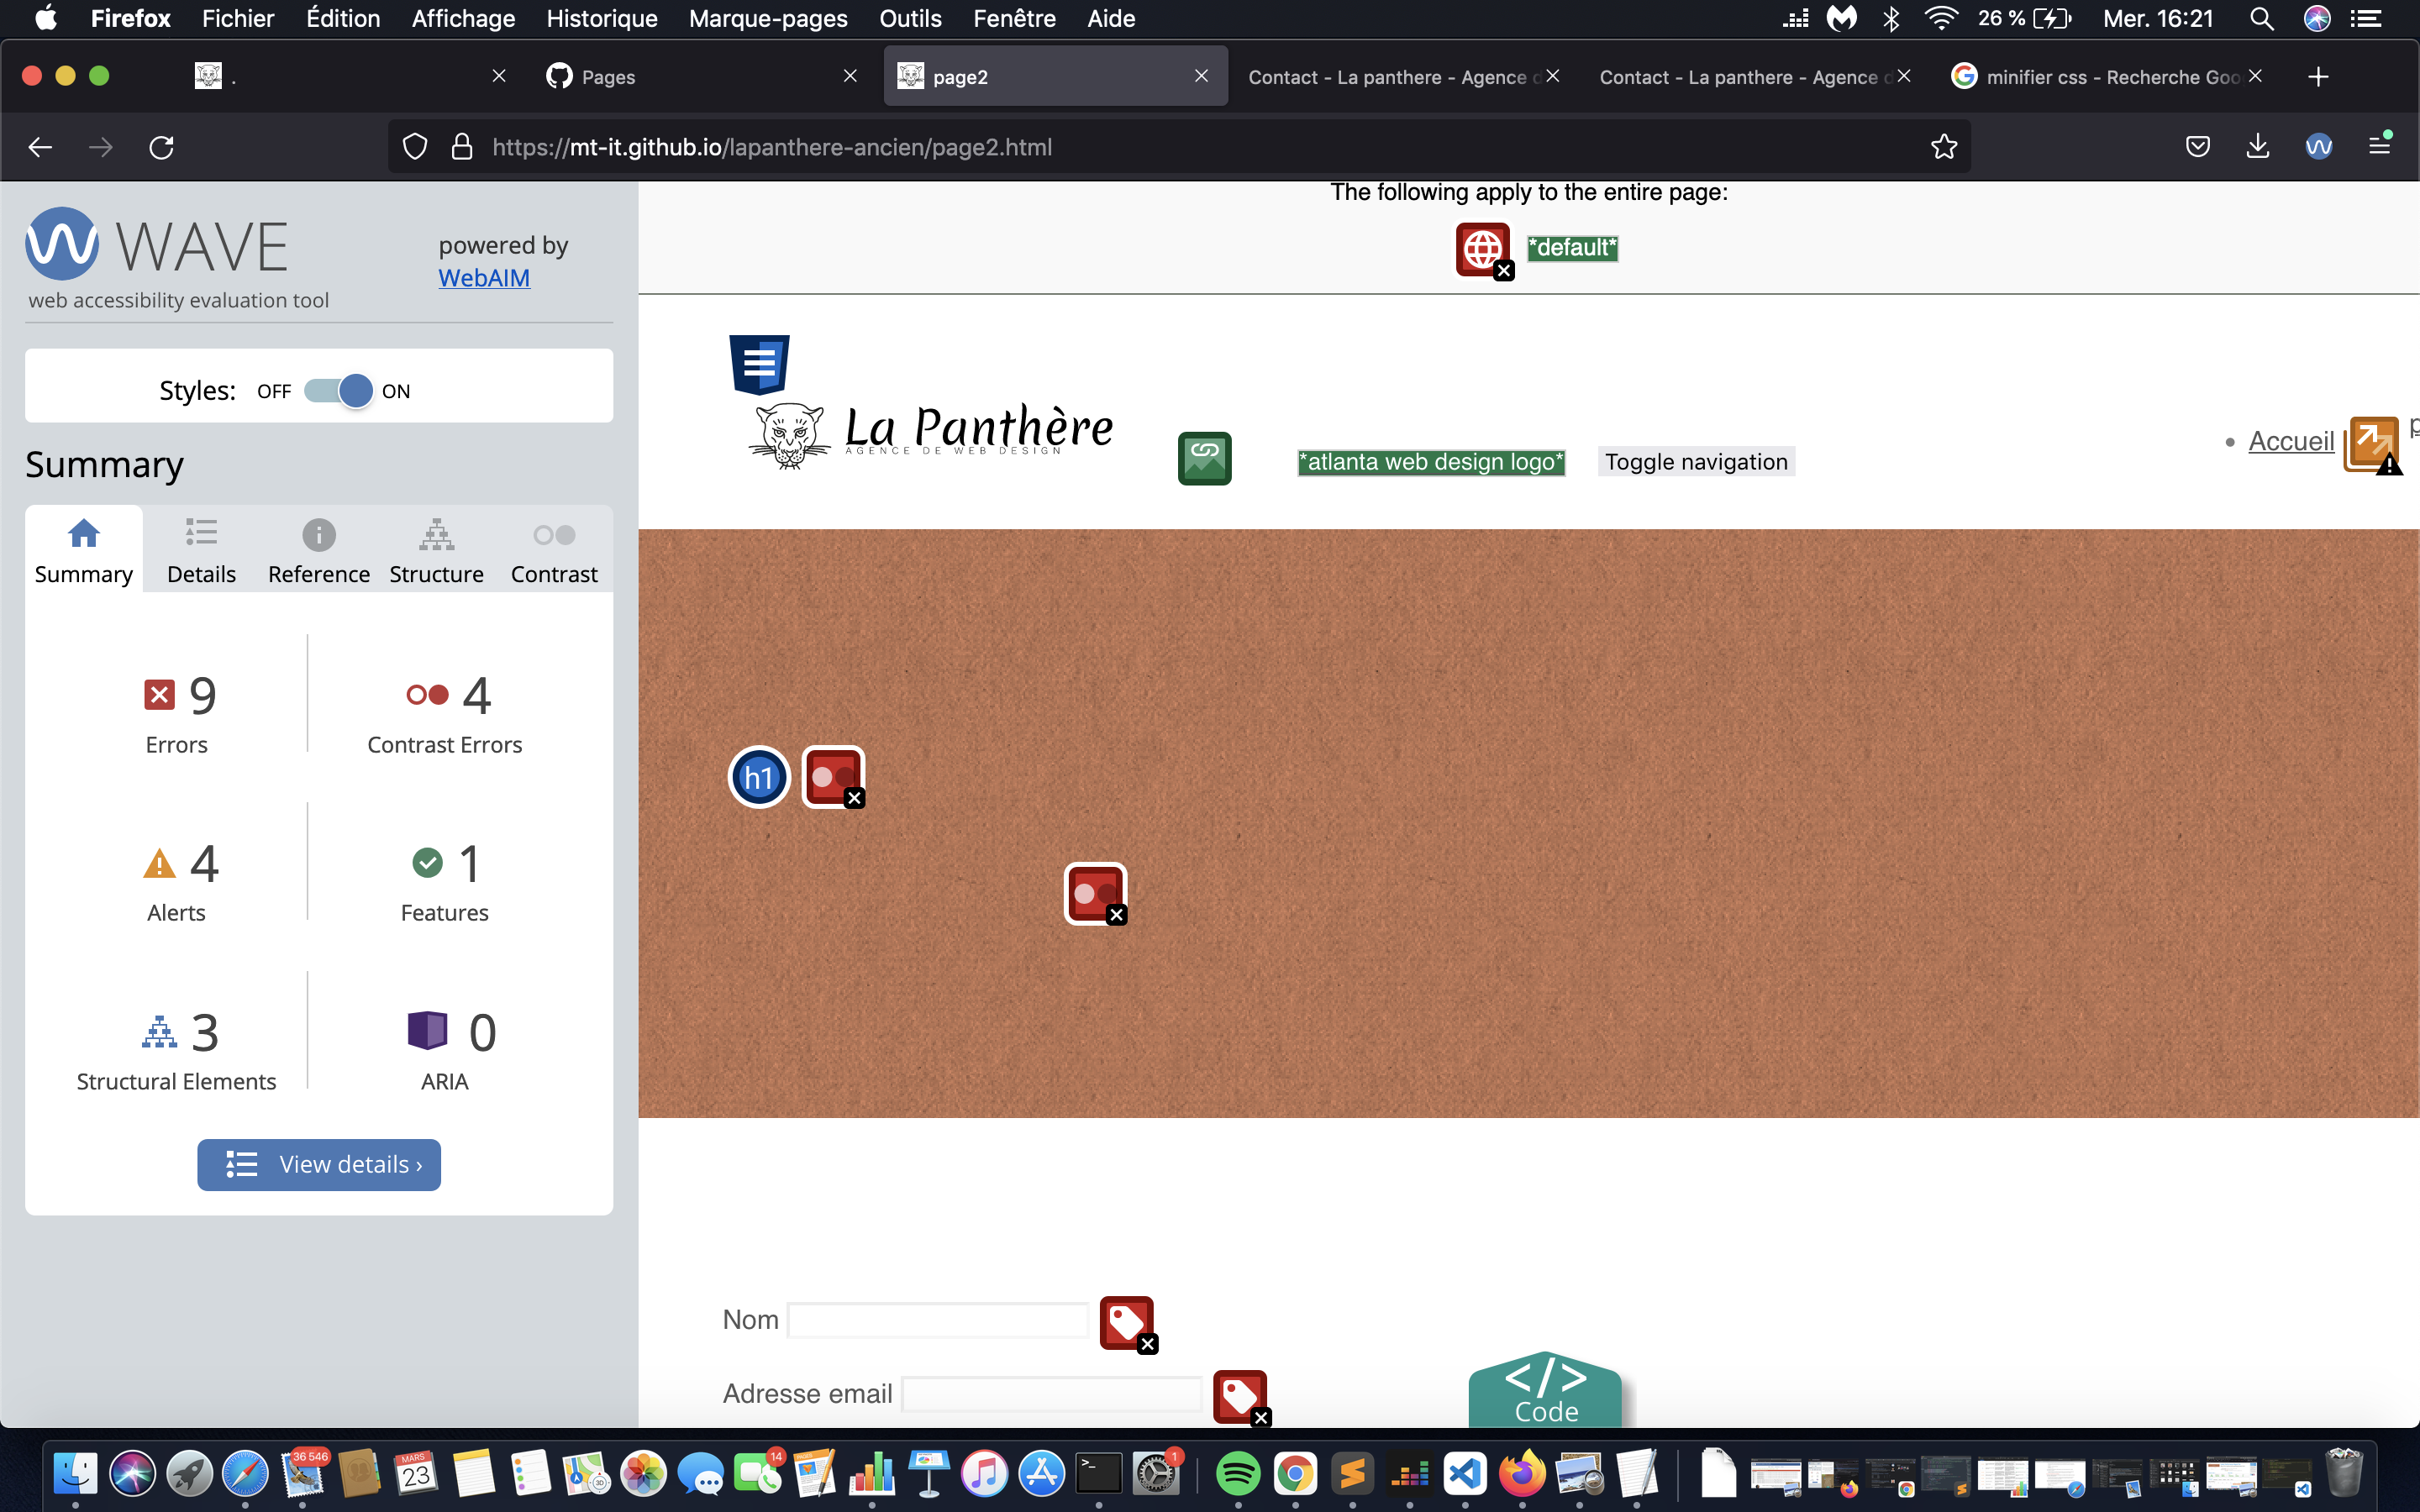 Firefox Fichier Édition Affichage Historique Marque-pages Outils Fenêtre Aide 26 % Mer. 16:21
. Pages page2 Contact - La panthere - Agence d Contact - La panthere - Agence d minifier css - Recherche Goo
https://mt-it.github.io/lapanthere-ancien/page2.html
WAVE
web accessibility evaluation tool
powered by
WebAIM
Styles: OFF ON
Summary
Summary Details Reference Structure Contrast
9 4
Errors Contrast Errors
4 1
Alerts Features
3 0
Structural Elements ARIA
View details ›
The following apply to the entire page:
*default*
La Panthère
AGENCE DE WEB DESIGN
*atlanta web design logo* Toggle navigation
• Accueil p
h1
Nom
Adresse email
</>
Code
36 546
MARS
23
14
1